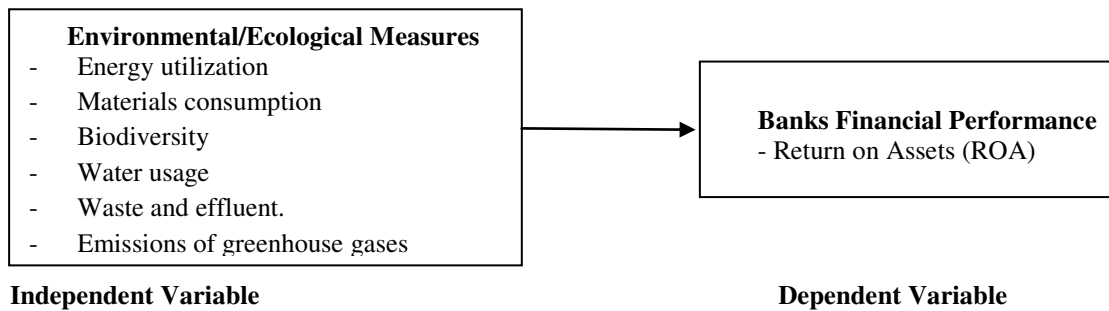 Environmental/Ecological Measures
- Energy utilization
- Materials consumption
- Biodiversity
- Water usage
- Waste and effluent.
- Emissions of greenhouse gases
Banks Financial Performance
- Return on Assets (ROA)
Independent Variable
Dependent Variable